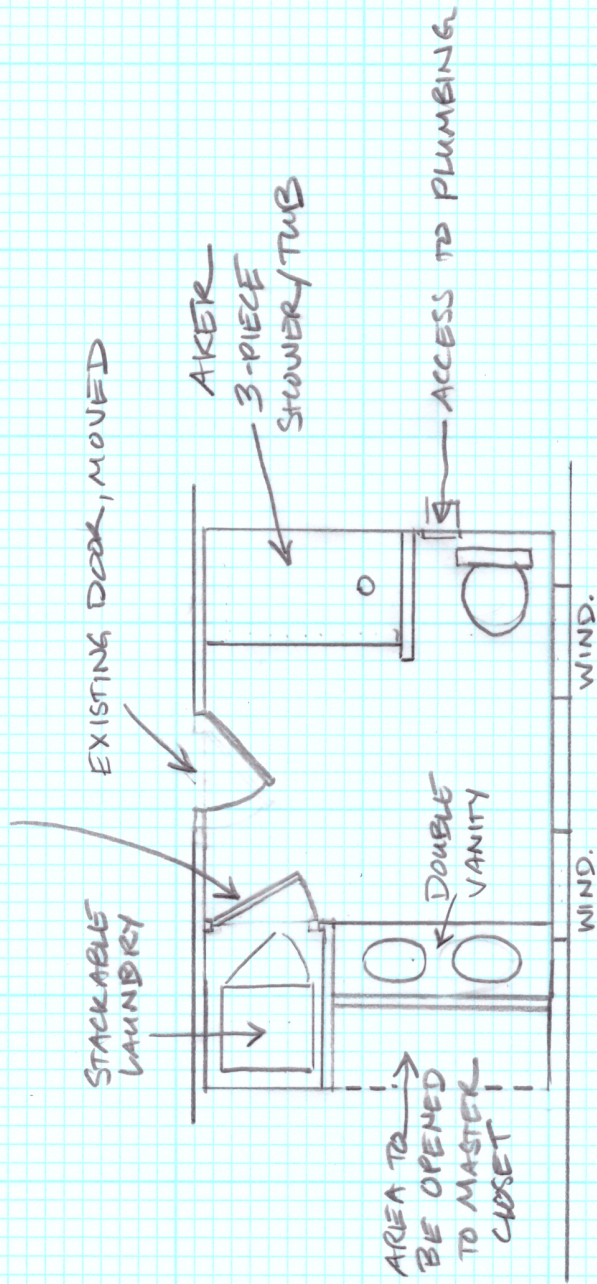 EXISTING DOOR, MOVED
STACKABLE
LAUNDRY
AKER
3-PIECE
SHOWER/TUB
ACCESS TO PLUMBING
DOUBLE
VANITY
AREA TO
BE OPENED
TO MASTER
CLOSET
WIND.
WIND.